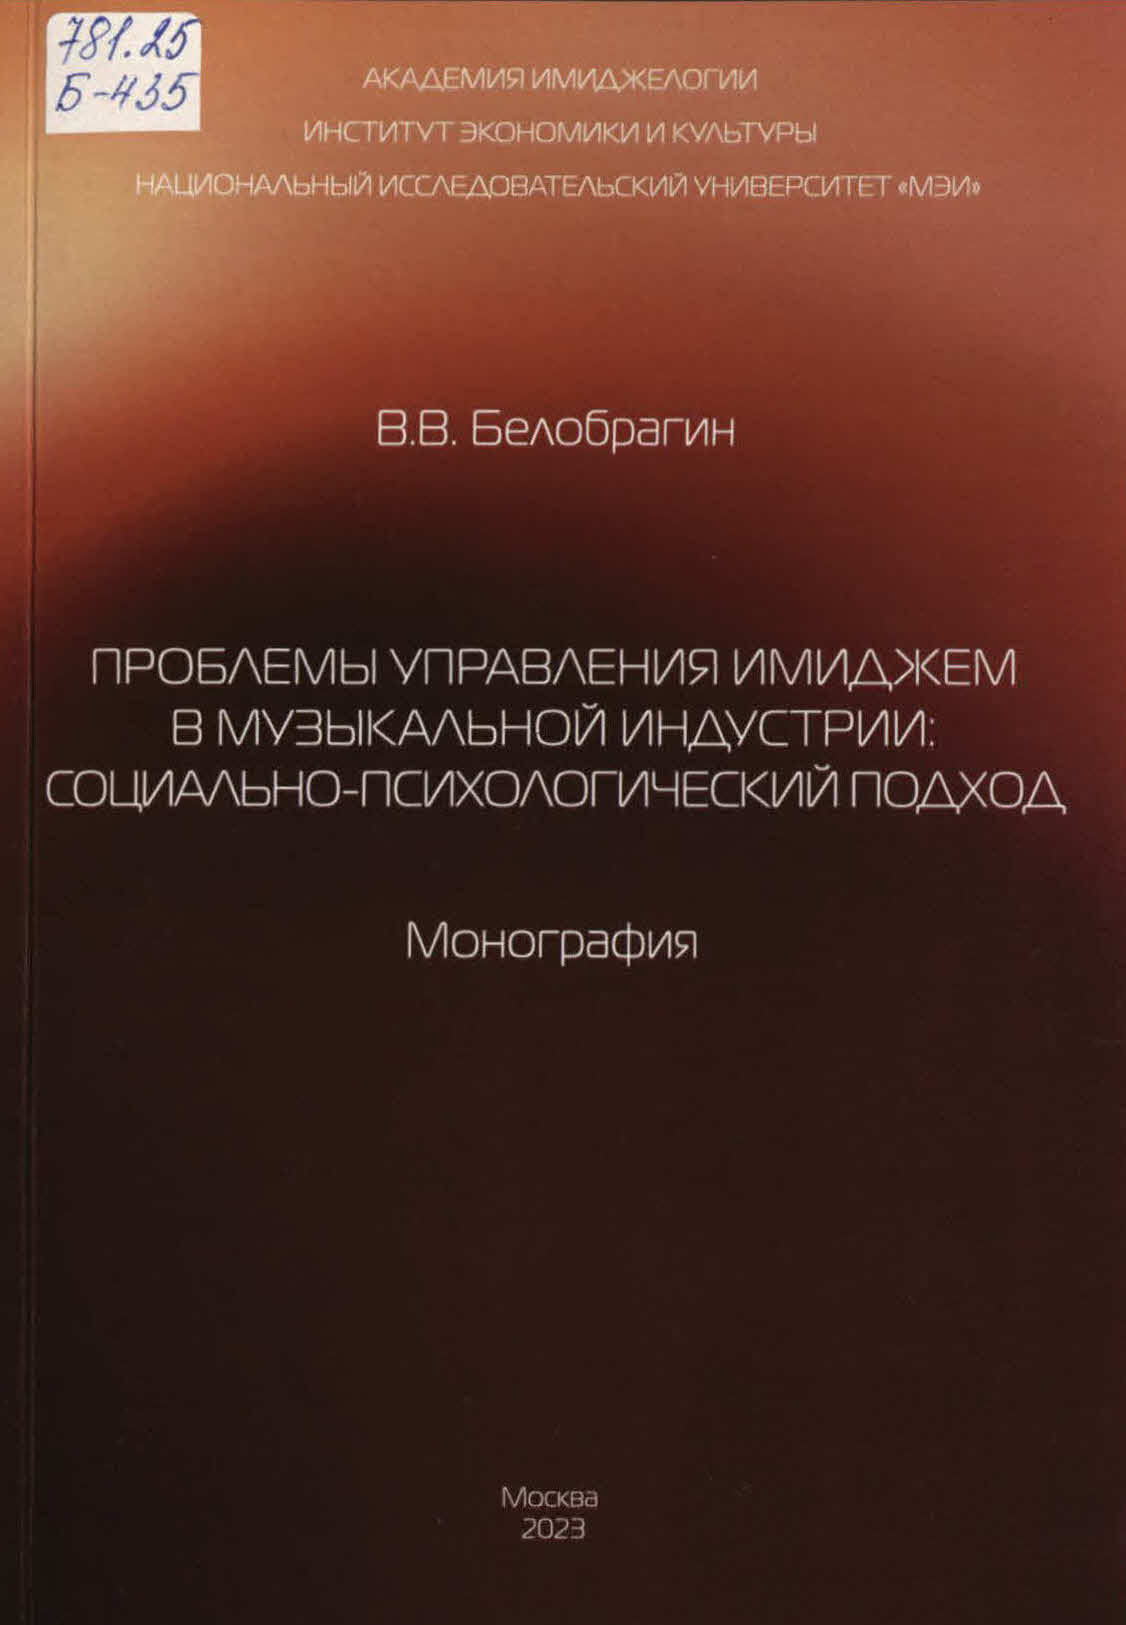 781.25
Б-435
АКАДЕМИЯ ИМИДЖЕЛОГИИ
ИНСТИТУТ ЭКОНОМИКИ И КУЛЬТУРЫ
НАЦИОНАЛЬНЫЙ ИССЛЕДОВАТЕЛЬСКИЙ УНИВЕРСИТЕТ «МЭИ»
В.В. Белобрагин
ПРОБЛЕМЫ УПРАВЛЕНИЯ ИМИДЖЕМ
В МУЗЫКАЛЬНОЙ ИНДУСТРИИ:
СОЦИАЛЬНО-ПСИХОЛОГИЧЕСКИЙ ПОДХОД
Монография
Москва
2023